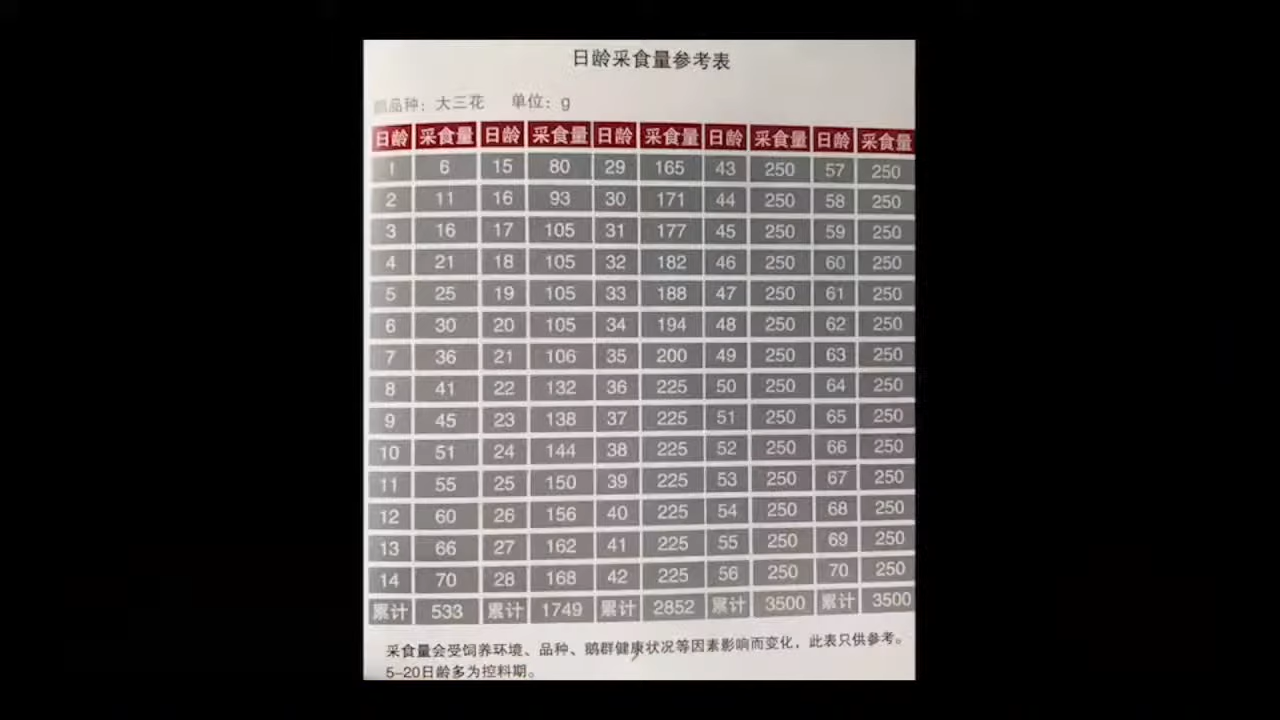 日龄采食量参考表
鹅品种：大三花 单位：g
日龄 采食量 日龄 采食量 日龄 采食量 日龄 采食量 日龄 采食量
1 6 15 80 29 165 43 250 57 250
2 11 16 93 30 171 44 250 58 250
3 16 17 105 31 177 45 250 59 250
4 21 18 105 32 182 46 250 60 250
5 25 19 105 33 188 47 250 61 250
6 30 20 105 34 194 48 250 62 250
7 36 21 106 35 200 49 250 63 250
8 41 22 132 36 225 50 250 64 250
9 45 23 138 37 225 51 250 65 250
10 51 24 144 38 225 52 250 66 250
11 55 25 150 39 225 53 250 67 250
12 60 26 156 40 225 54 250 68 250
13 66 27 162 41 225 55 250 69 250
14 70 28 168 42 225 56 250 70 250
累计 533 累计 1749 累计 2852 累计 3500 累计 3500
采食量会受饲养环境、品种、鹅群健康状况等因素影响而变化，此表只供参考。
5-20日龄多为控料期。